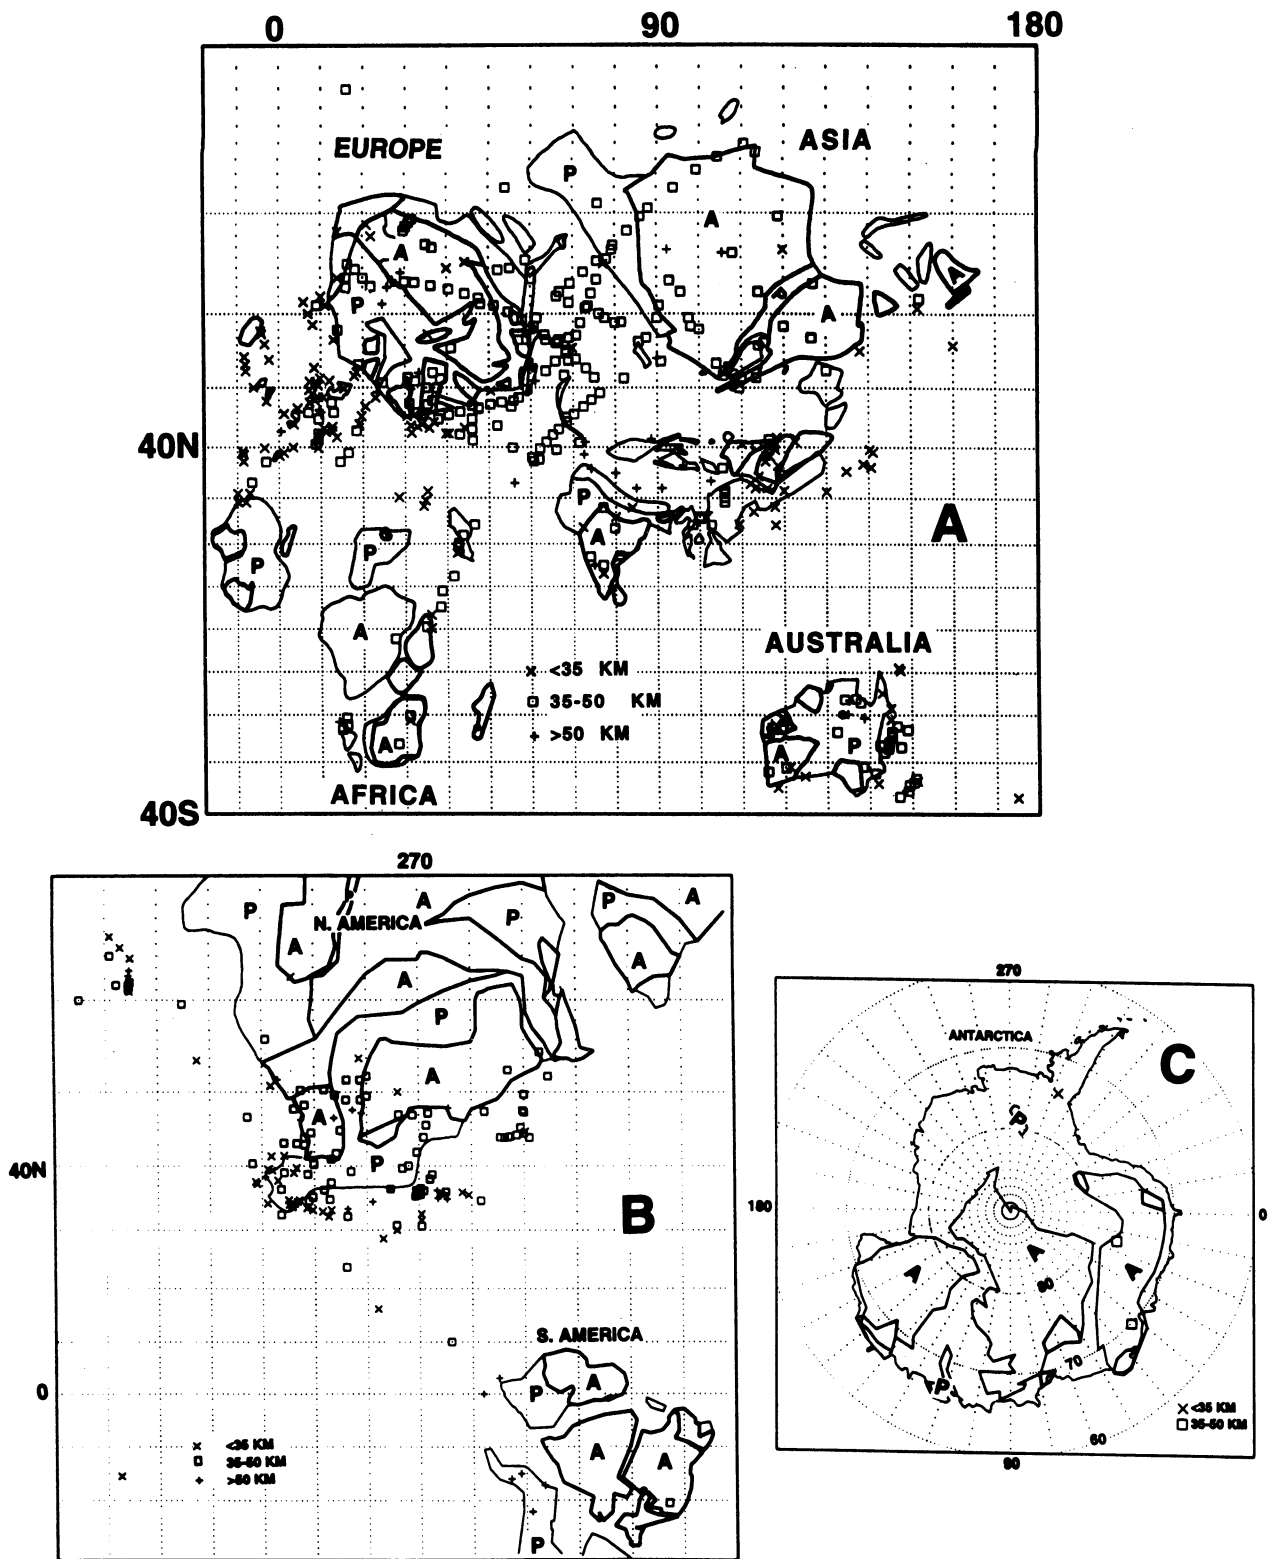 0 90 180
EUROPE
ASIA
P
A
A
A
P
P
A
40N
P
A
P
A
P
A
AUSTRALIA
× <35 KM
□ 35-50 KM
+ >50 KM
A
P
A
AFRICA
40S
270
P
A
N. AMERICA
P
P
A
A
A
A
P
A
A
40N
P
B
S. AMERICA
P
A
0
A
A
× <35 KM
□ 35-50 KM
+ >50 KM
P
270
ANTARCTICA
C
P
180
0
A
A
A
80
70
P
× <35 KM
□ 35-50 KM
60
90